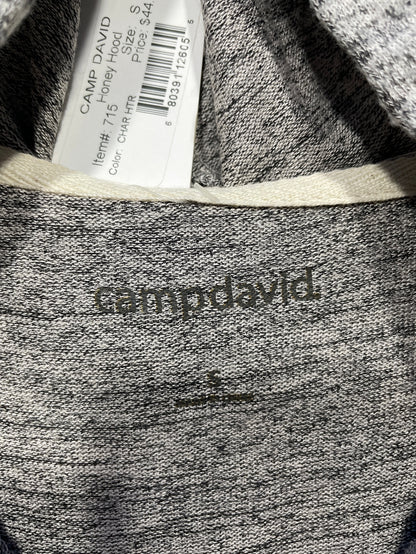 CAMP DAVID
Honey Hood
Size: S
Price: $44
Item#: 715
Color: CHAR HTR
6 80391 12605 5
campdavid.
S